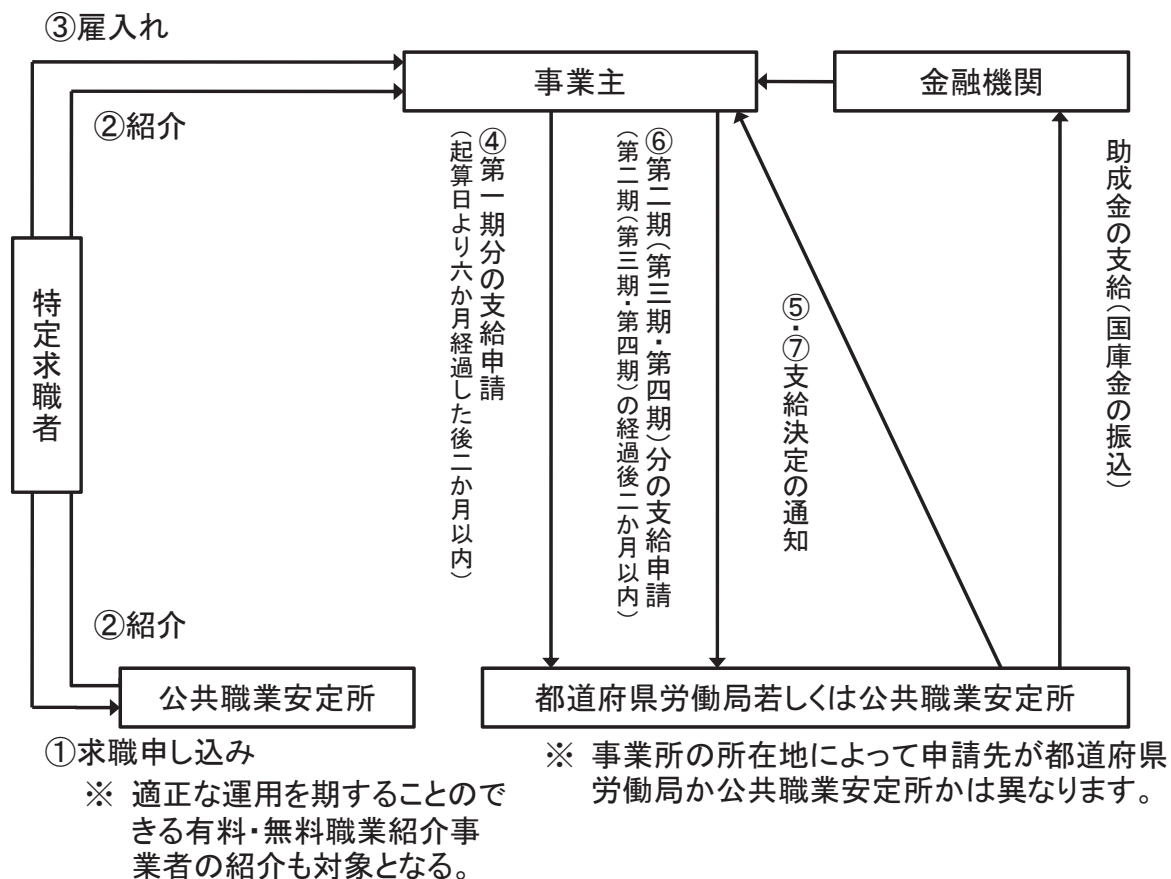 ③雇入れ
事業主
金融機関
②紹介
④第一期分の支給申請
(起算日より六か月経過した後二か月以内)
⑥第二期(第三期・第四期)分の支給申請
(第二期(第三期・第四期)の経過後二か月以内)
⑤・⑦支給決定の通知
助成金の支給(国庫金の振込)
特定求職者
②紹介
公共職業安定所
都道府県労働局若しくは公共職業安定所
①求職申し込み
※ 適正な運用を期することので
きる有料・無料職業紹介事
業者の紹介も対象となる。
※ 事業所の所在地によって申請先が都道府県
労働局か公共職業安定所かは異なります。